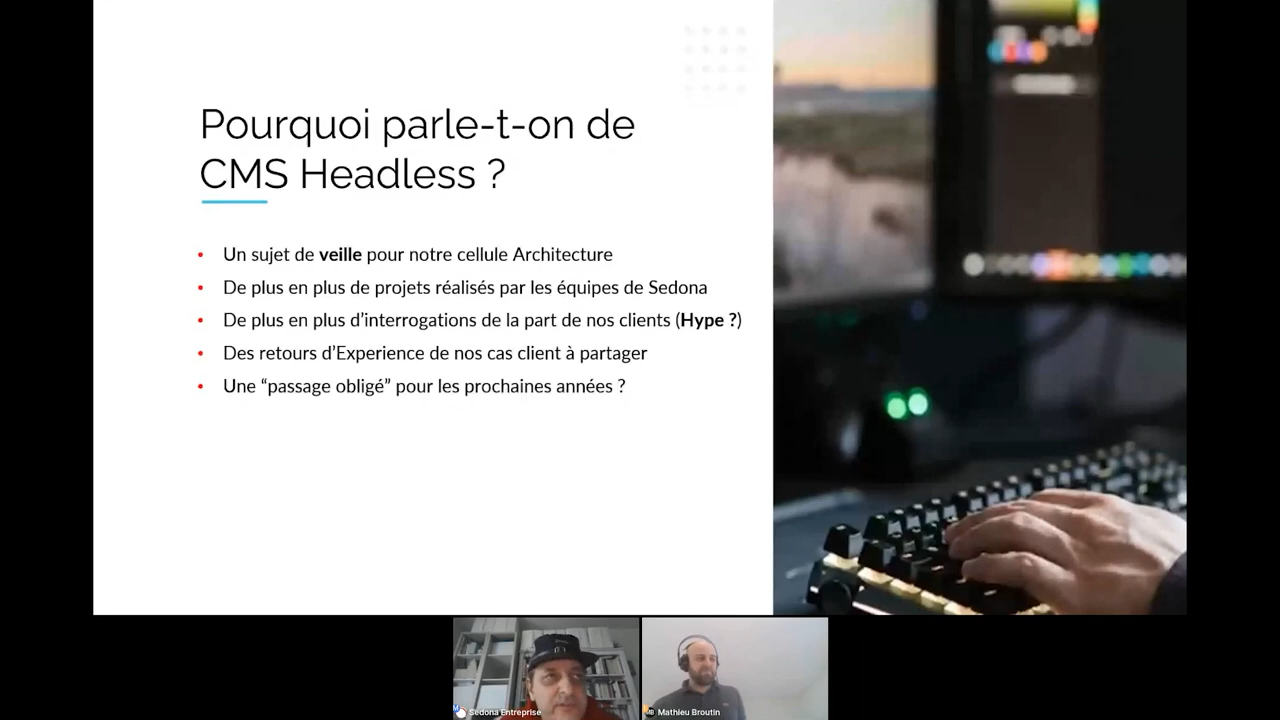 Pourquoi parle-t-on de
CMS Headless ?
• Un sujet de veille pour notre cellule Architecture
• De plus en plus de projets réalisés par les équipes de Sedona
• De plus en plus d’interrogations de la part de nos clients (Hype ?)
• Des retours d’Experience de nos cas client à partager
• Une “passage obligé” pour les prochaines années ?
Sedona Entreprise
Mathieu Broutin